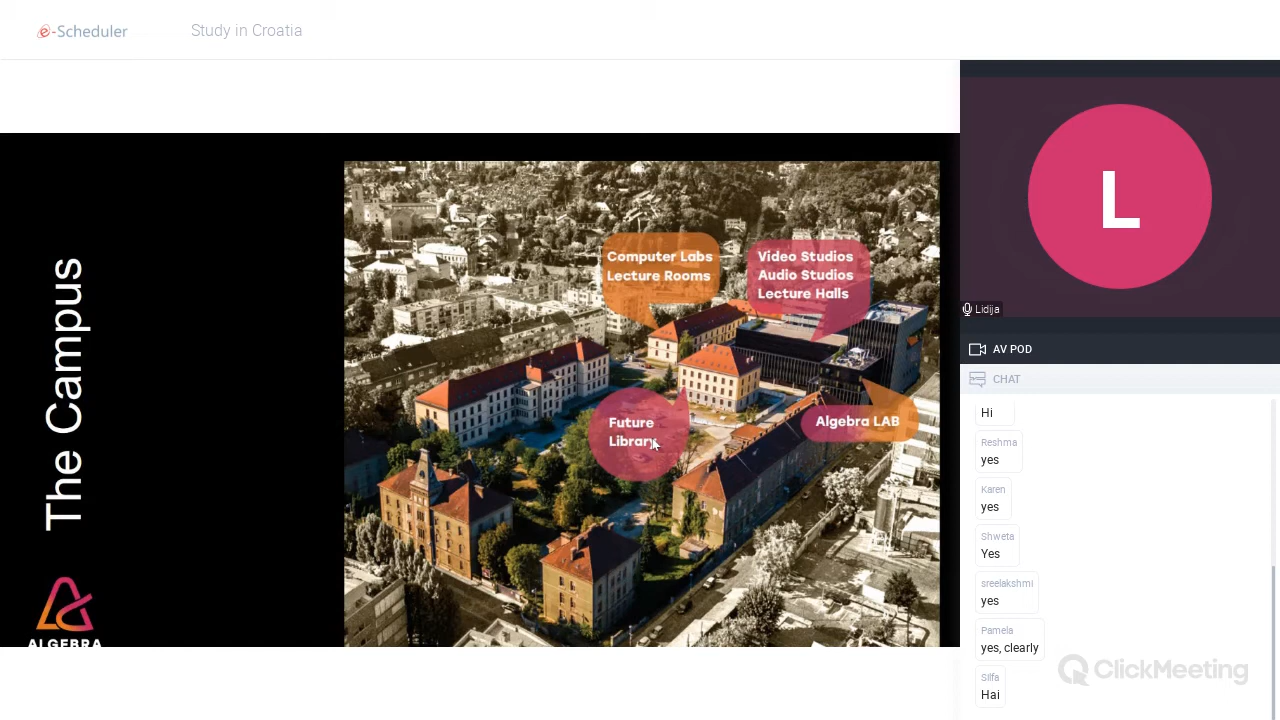 e-Scheduler
Study in Croatia
The Campus
ALGEBRA
Computer Labs
Lecture Rooms
Video Studios
Audio Studios
Lecture Halls
Future
Library
Algebra LAB
L
Lidija
AV POD
CHAT
Hi
Reshma
yes
Karen
yes
Shweta
Yes
sreelakshmi
yes
Pamela
yes, clearly
Silfa
Hai
ClickMeeting